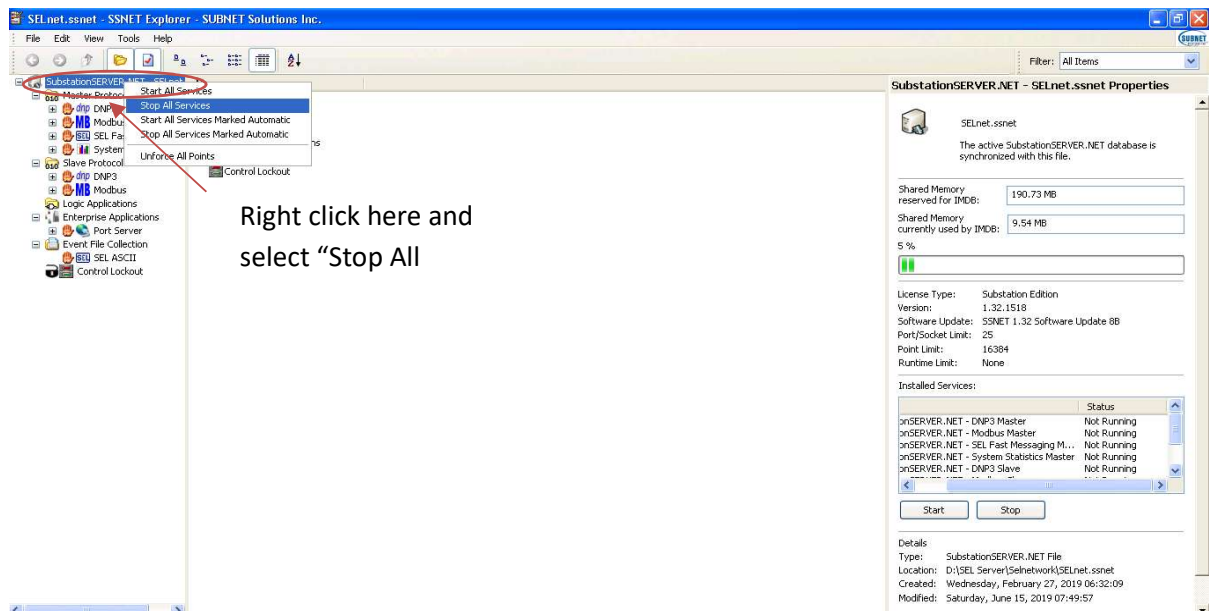 SELnet.ssnet - SSNET Explorer - SUBNET Solutions Inc.
File Edit View Tools Help
SUBNET
Filter: All Items
SubstationSERVER.NET - SELnet
Master Protoco
DNP
Modbus
SEL Fa
System
Slave Protocol
DNP3
Modbus
Logic Applications
Enterprise Applications
Port Server
Event File Collection
SEL ASCII
Control Lockout
Start All Services
Stop All Services
Start All Services Marked Automatic
Stop All Services Marked Automatic
Unforce All Points
ns
Control Lockout
Right click here and
select “Stop All
SubstationSERVER.NET - SELnet.ssnet Properties
SELnet.ssnet
The active SubstationSERVER.NET database is
synchronized with this file.
Shared Memory
reserved for IMDB: 190.73 MB
Shared Memory
currently used by IMDB: 9.54 MB
5 %
License Type: Substation Edition
Version: 1.32.1518
Software Update: SSNET 1.32 Software Update 8B
Port/Socket Limit: 25
Point Limit: 16384
Runtime Limit: None
Installed Services:
Status
onSERVER.NET - DNP3 Master Not Running
onSERVER.NET - Modbus Master Not Running
onSERVER.NET - SEL Fast Messaging M... Not Running
onSERVER.NET - System Statistics Master Not Running
onSERVER.NET - DNP3 Slave Not Running
Start Stop
Details
Type: SubstationSERVER.NET File
Location: D:\SEL Server\Selnetwork\SELnet.ssnet
Created: Wednesday, February 27, 2019 06:32:09
Modified: Saturday, June 15, 2019 07:49:57